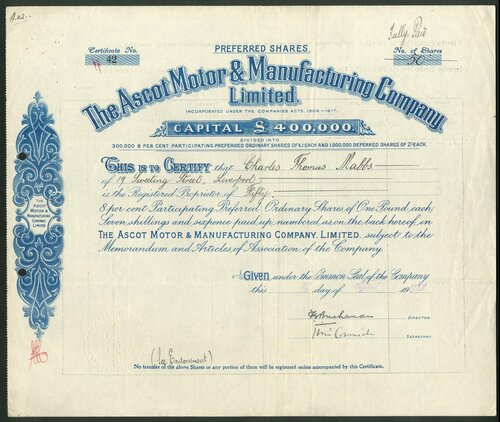 A.42.
Fully Paid
PREFERRED SHARES
Certificate No.
42
No. of Shares
50
The Ascot Motor & Manufacturing Company
Limited.
INCORPORATED UNDER THE COMPANIES ACTS, 1908-1917.
CAPITAL £400,000.
DIVIDED INTO
300,000 8 PER CENT PARTICIPATING PREFERRED ORDINARY SHARES OF £1 EACH AND 1,000,000 DEFERRED SHARES OF 2/- EACH.
THIS IS TO CERTIFY that Charles Thomas Mabbs
of 19 Street, Liverpool
is the Registered Proprietor of Fifty
8 per cent Participating Preferred Ordinary Shares of One Pound, each,
Seven shillings and sixpence paid up, numbered as on the back hereof, in
THE ASCOT MOTOR & MANUFACTURING COMPANY, LIMITED, subject to the
Memorandum and Articles of Association of the Company
THE
ASCOT
MOTOR &
MANUFACTURING
COMPANY,
LIMITED.
Given under the Common Seal of the Company
this day of April 19
Buchanan
DIRECTOR
McCormick
SECRETARY
(See Endorsement)
No transfer of the above Shares or any portion of them will be registered unless accompanied by this Certificate.